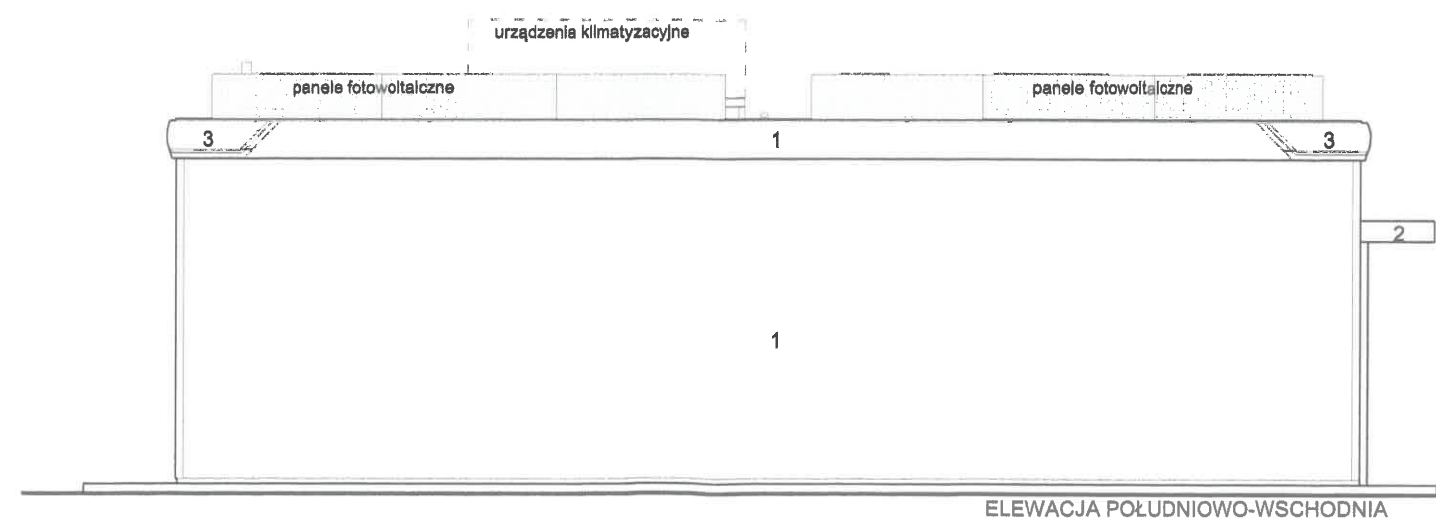 urządzenia klimatyzacyjne
panele fotowoltaiczne
panele fotowoltaiczne
3
1
3
2
1
ELEWACJA POŁUDNIOWO-WSCHODNIA